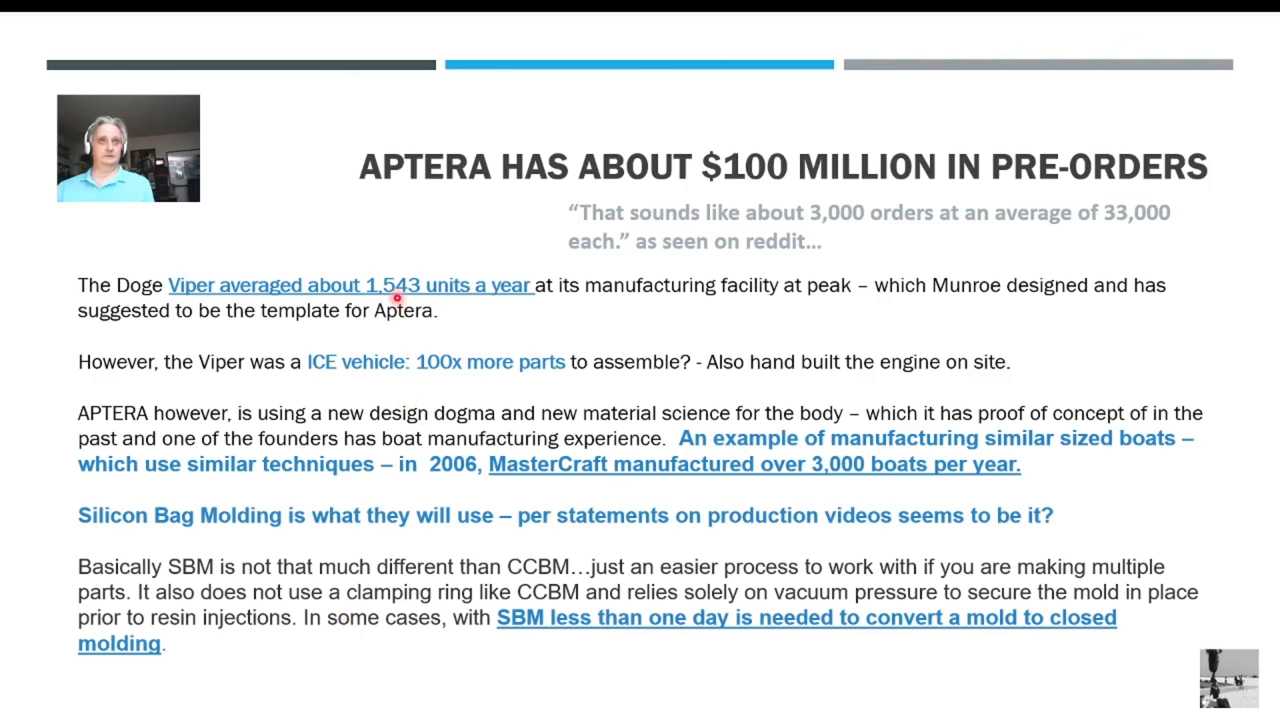 APTERA HAS ABOUT $100 MILLION IN PRE-ORDERS
“That sounds like about 3,000 orders at an average of 33,000
each.” as seen on reddit…
The Doge Viper averaged about 1,543 units a year at its manufacturing facility at peak – which Munroe designed and has
suggested to be the template for Aptera.
However, the Viper was a ICE vehicle: 100x more parts to assemble? - Also hand built the engine on site.
APTERA however, is using a new design dogma and new material science for the body – which it has proof of concept of in the
past and one of the founders has boat manufacturing experience.  An example of manufacturing similar sized boats –
which use similar techniques – in  2006, MasterCraft manufactured over 3,000 boats per year.
Silicon Bag Molding is what they will use – per statements on production videos seems to be it?
Basically SBM is not that much different than CCBM…just an easier process to work with if you are making multiple
parts. It also does not use a clamping ring like CCBM and relies solely on vacuum pressure to secure the mold in place
prior to resin injections. In some cases, with SBM less than one day is needed to convert a mold to closed
molding.